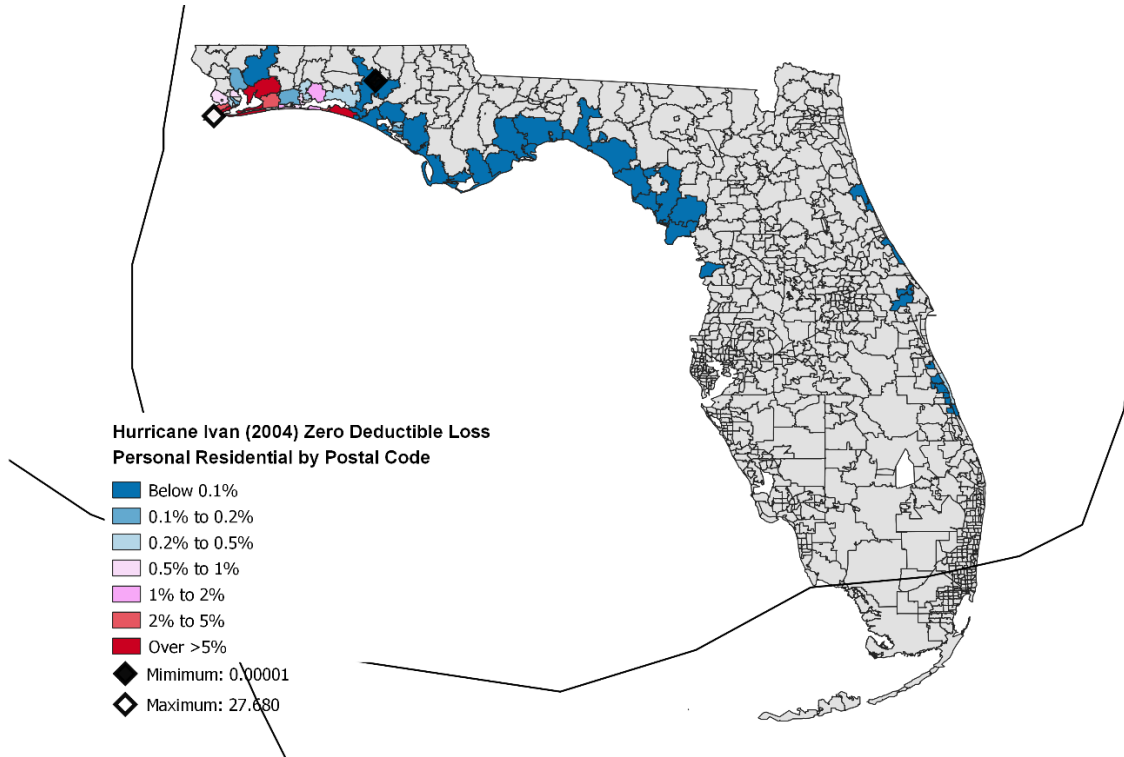 Hurricane Ivan (2004) Zero Deductible Loss
Personal Residential by Postal Code
Below 0.1%
0.1% to 0.2%
0.2% to 0.5%
0.5% to 1%
1% to 2%
2% to 5%
Over >5%
Minimum: 0.00001
Maximum: 27.680